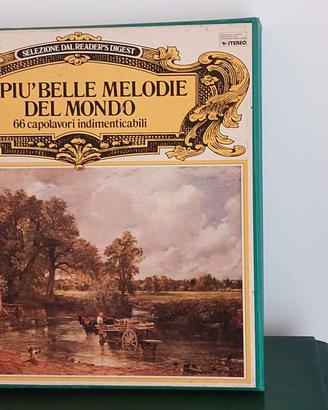 SELEZIONE DAL READER'S DIGEST
STEREO
PIU' BELLE MELODIE
DEL MONDO
66 capolavori indimenticabili